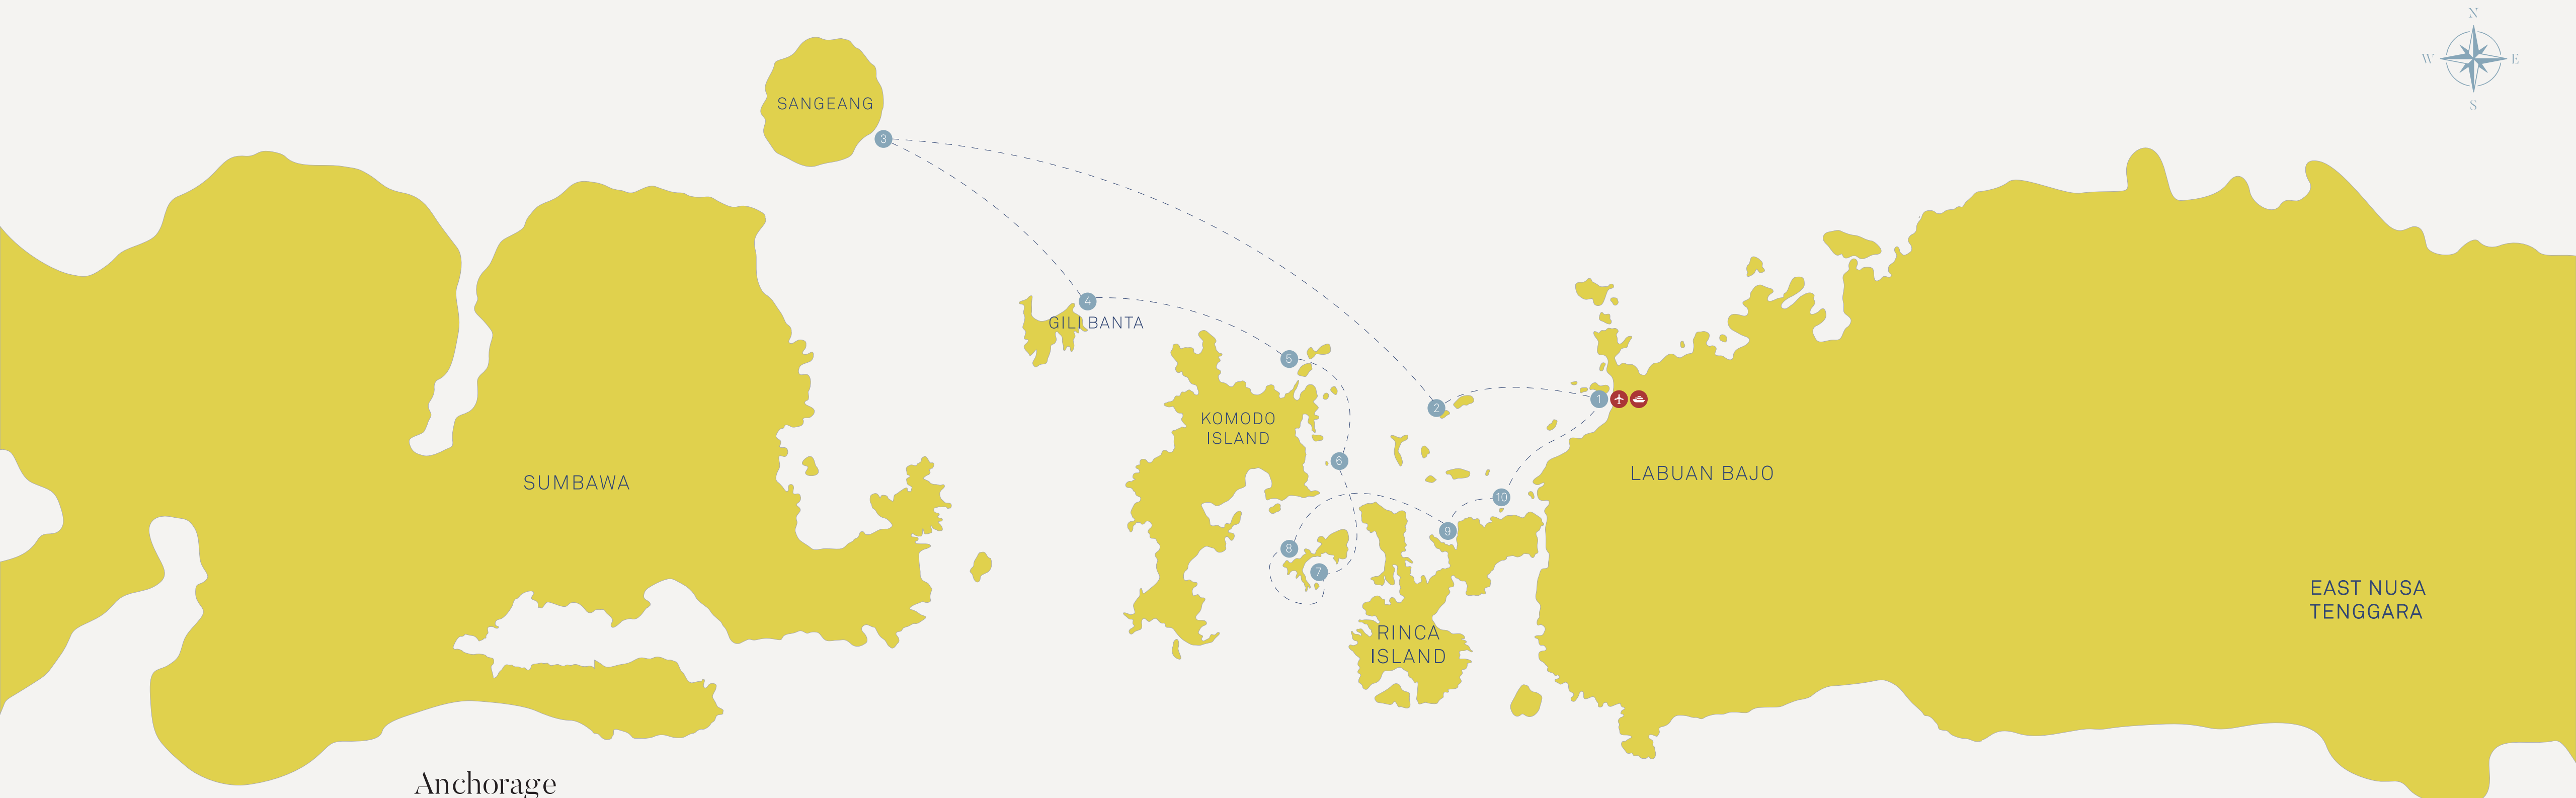 N
W E
S
SANGEANG
3
4
GILI BANTA
5
1
2
KOMODO
ISLAND
6
LABUAN BAJO
SUMBAWA
10
9
8
7
EAST NUSA
TENGGARA
RINCA
ISLAND
Anchorage